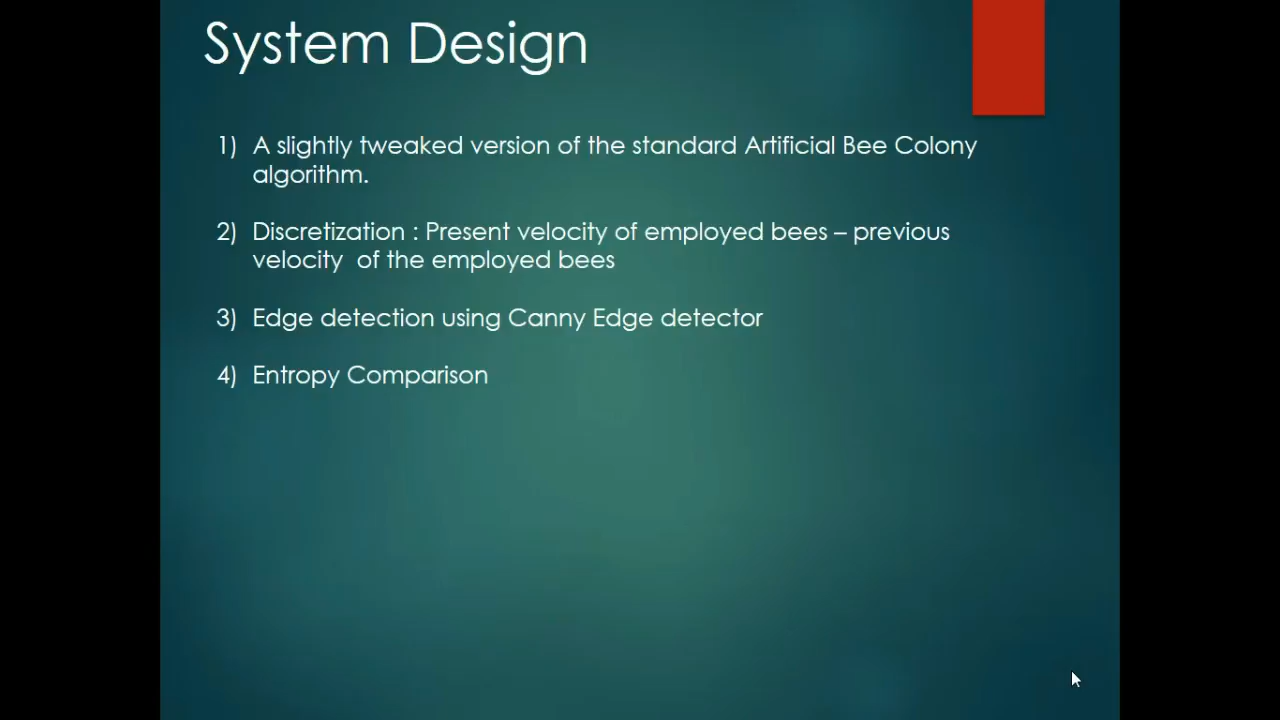 System Design
1) A slightly tweaked version of the standard Artificial Bee Colony
algorithm.
2) Discretization : Present velocity of employed bees – previous
velocity  of the employed bees
3) Edge detection using Canny Edge detector
4) Entropy Comparison